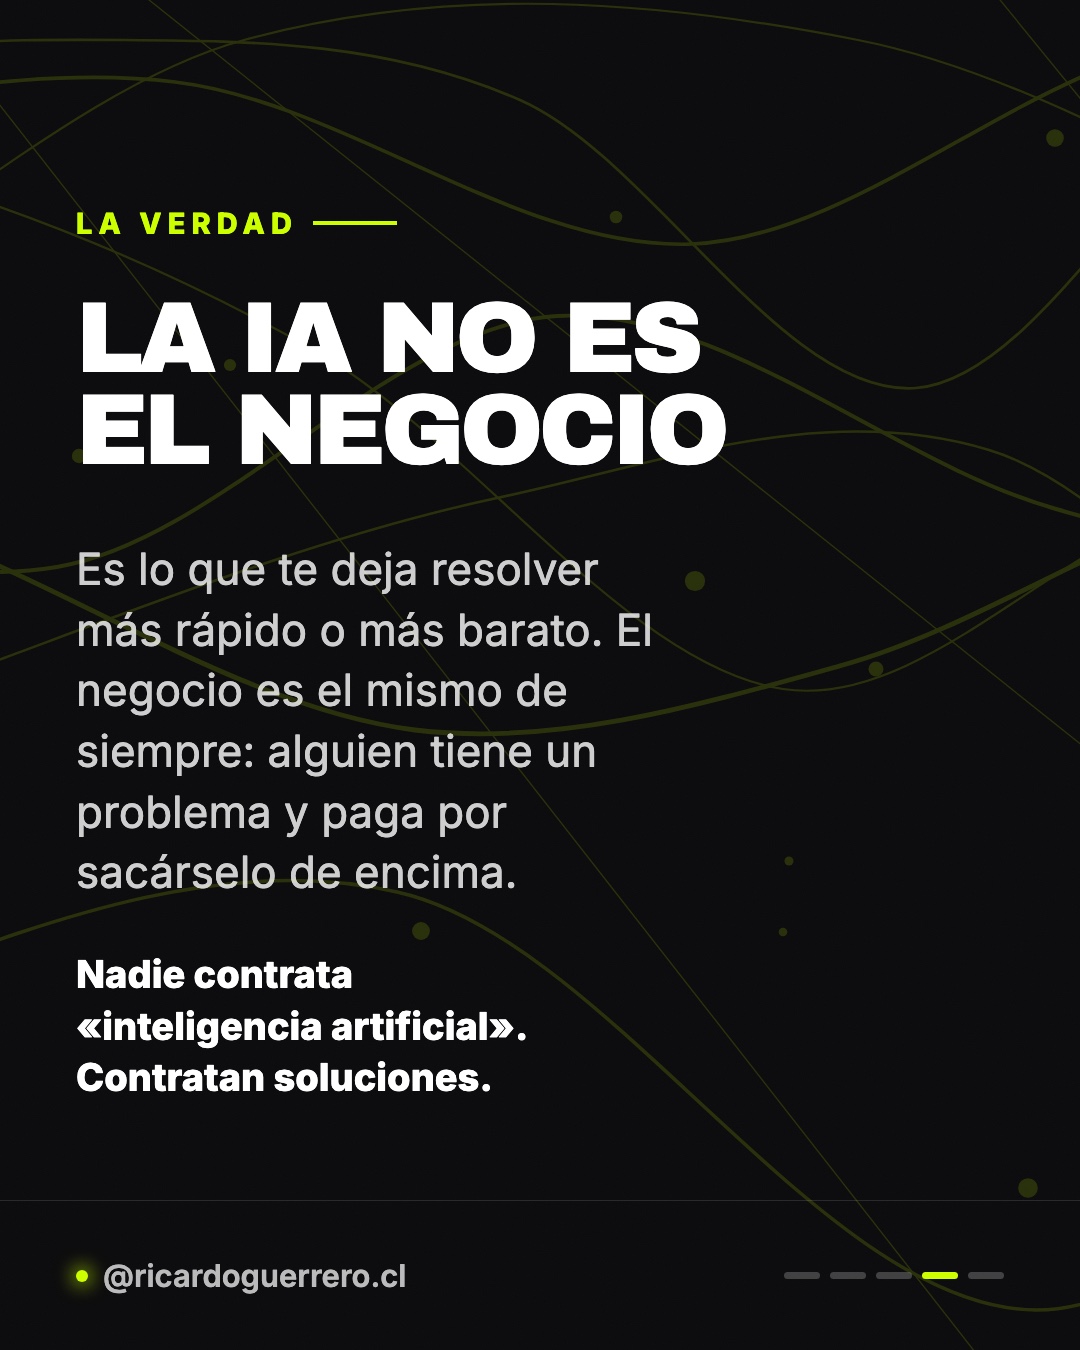 LA VERDAD
LA IA NO ES
EL NEGOCIO
Es lo que te deja resolver
más rápido o más barato. El
negocio es el mismo de
siempre: alguien tiene un
problema y paga por
sacárselo de encima.
Nadie contrata
«inteligencia artificial».
Contratan soluciones.
@ricardoguerrero.cl